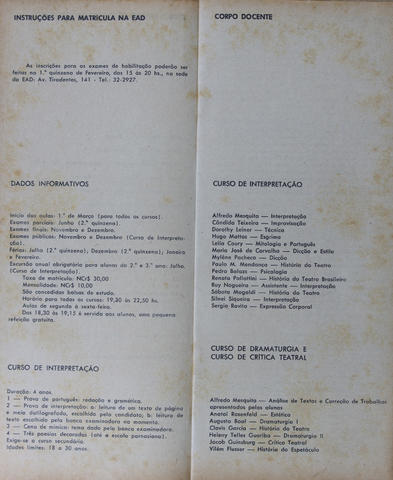 INSTRUÇÕES PARA MATRICULA NA EAD
As inscrições para os exames de habilitação poderão ser
feitas na 1.ª quinzena de Fevereiro, das 15 às 20 hs., na sede
da EAD: Av. Tiradentes, 141 - Tel.: 32-2927.
DADOS INFORMATIVOS
Início das aulas: 1.º de Março (para todos os cursos).
Exames parciais: Junho (2.ª quinzena).
Exames finais: Novembro e Dezembro.
Exames públicos: Novembro e Dezembro (Curso de Interpreta-
ção).
Férias: Julho (2.ª quinzena), Dezembro (2.ª quinzena), Janeiro
e Fevereiro.
Excursão anual obrigatória para alunos do 2.º e 3.º ano: Julho.
(Curso de Interpretação).
Taxa de matrícula: NCr$ 30,00
Mensalidade: NCr$ 10,00
São concedidas bolsas de estudo.
Horário para todos os cursos: 19,30 às 22,50 hs.
Aulas de segunda a sexta-feira.
Das 18,30 às 19,15 é servida aos alunos, uma pequena
refeição gratuita.
CURSO DE INTERPRETAÇÃO
Duração: 4 anos.
1 — Prova de português: redação e gramática.
2 — Prova de interpretação: a: leitura de um texto de página
e meia datilografada, escolhido pelo candidato; b: leitura de
texto escolhido pela banca examinadora no momento.
3 — Cena de mímica: tema dado pela banca examinadora.
4 — Três poesias decoradas (até a escola parnasiana).
Exige-se o curso secundário.
Idades limites: 18 a 30 anos.
CORPO DOCENTE
CURSO DE INTERPRETAÇÃO
Alfredo Mesquita — Interpretação
Cândida Teixeira — Improvisação
Dorothy Leiner — Técnica
Hugo Mattos — Esgrima
Leila Coury — Mitologia e Português
Maria José de Carvalho — Dicção e Estilo
Mylène Pacheco — Dicção
Paulo M. Mendonça — História do Teatro
Pedro Balazs — Psicologia
Renata Pallottini — História do Teatro Brasileiro
Ruy Nogueira — Assistente — Interpretação
Sábato Magaldi — História do Teatro
Silnei Siqueira — Interpretação
Sergio Rovito — Expressão Corporal
CURSO DE DRAMATURGIA E
CURSO DE CRÍTICA TEATRAL
Alfredo Mesquita — Análise de Textos e Correção de Trabalhos
apresentados pelos alunos
Anatol Rosenfeld — Estética
Augusto Boal — Dramaturgia I
Clovis Garcia — História do Teatro
Heleny Telles Guariba — Dramaturgia II
Jacob Guinsburg — Crítica Teatral
Vilém Flusser — História do Espetáculo